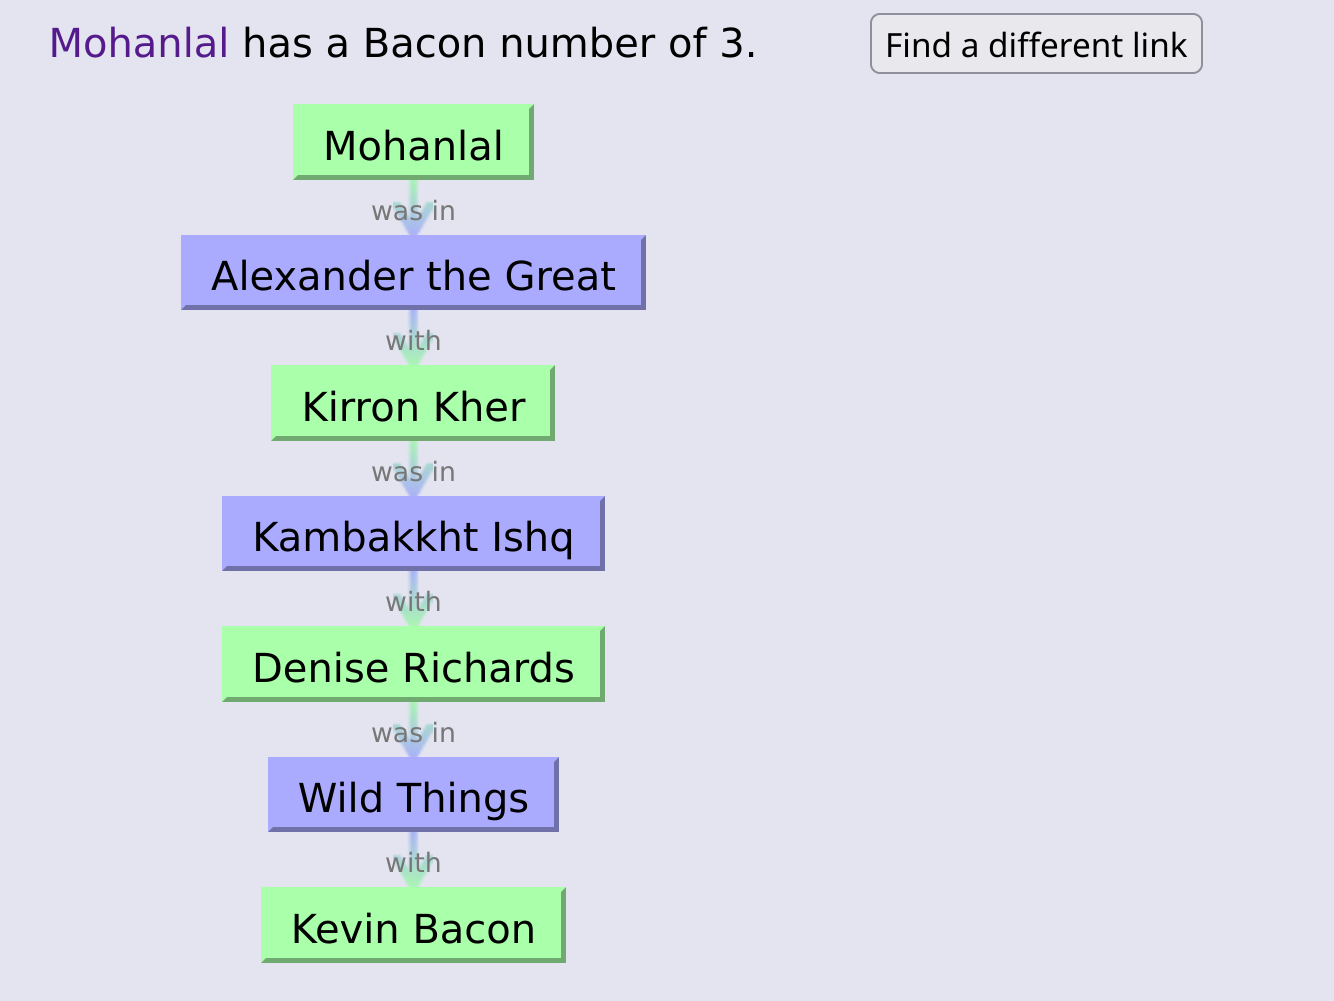 Mohanlal has a Bacon number of 3.
Find a different link
Mohanlal
was in
Alexander the Great
with
Kirron Kher
was in
Kambakkht Ishq
with
Denise Richards
was in
Wild Things
with
Kevin Bacon